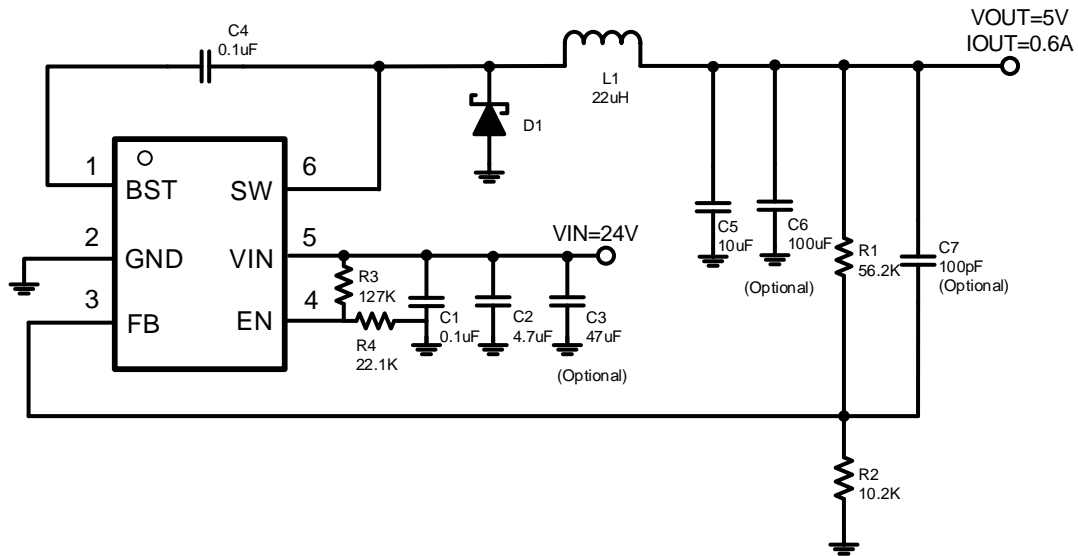 VOUT=5V
IOUT=0.6A
C4
0.1uF
L1
22uH
D1
1
BST
6
SW
2
GND
5
VIN
VIN=24V
3
FB
4
EN
R3
127K
R4
22.1K
C1
0.1uF
C2
4.7uF
C3
47uF
(Optional)
C5
10uF
C6
100uF
(Optional)
R1
56.2K
C7
100pF
(Optional)
R2
10.2K